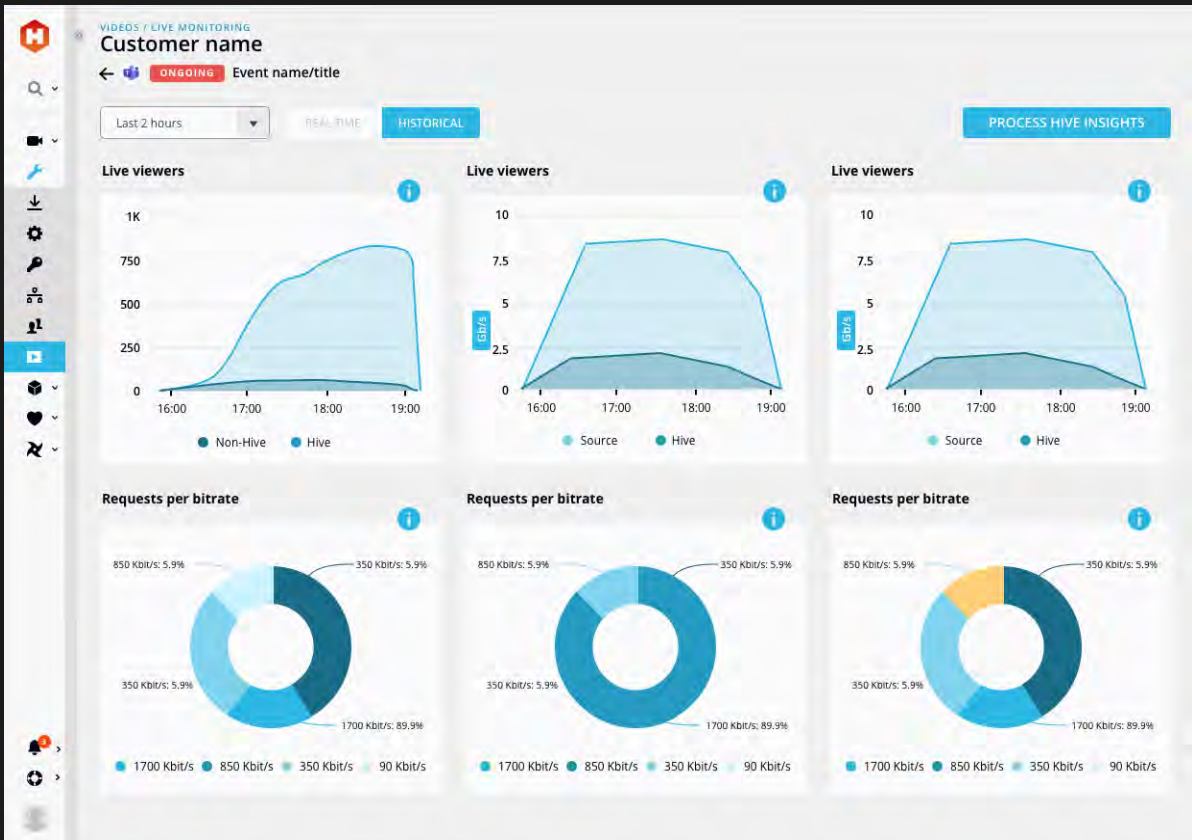 VIDEOS / LIVE MONITORING
Customer name
ONGOING Event name/title
Last 2 hours REAL TIME HISTORICAL PROCESS HIVE INSIGHTS
Live viewers
1K
750
500
250
0
16:00 17:00 18:00 19:00
Non-Hive Hive
Live viewers
10
7.5
5
Gb/s
2.5
0
16:00 17:00 18:00 19:00
Source Hive
Live viewers
10
7.5
5
Gb/s
2.5
0
16:00 17:00 18:00 19:00
Source Hive
Requests per bitrate
850 Kbit/s: 5.9% 350 Kbit/s: 5.9%
350 Kbit/s: 5.9%
1700 Kbit/s: 89.9%
1700 Kbit/s 850 Kbit/s 350 Kbit/s 90 Kbit/s
Requests per bitrate
850 Kbit/s: 5.9% 350 Kbit/s: 5.9%
350 Kbit/s: 5.9%
1700 Kbit/s: 89.9%
1700 Kbit/s 850 Kbit/s 350 Kbit/s 90 Kbit/s
Requests per bitrate
850 Kbit/s: 5.9% 350 Kbit/s: 5.9%
350 Kbit/s: 5.9%
1700 Kbit/s: 89.9%
1700 Kbit/s 850 Kbit/s 350 Kbit/s 90 Kbit/s
3